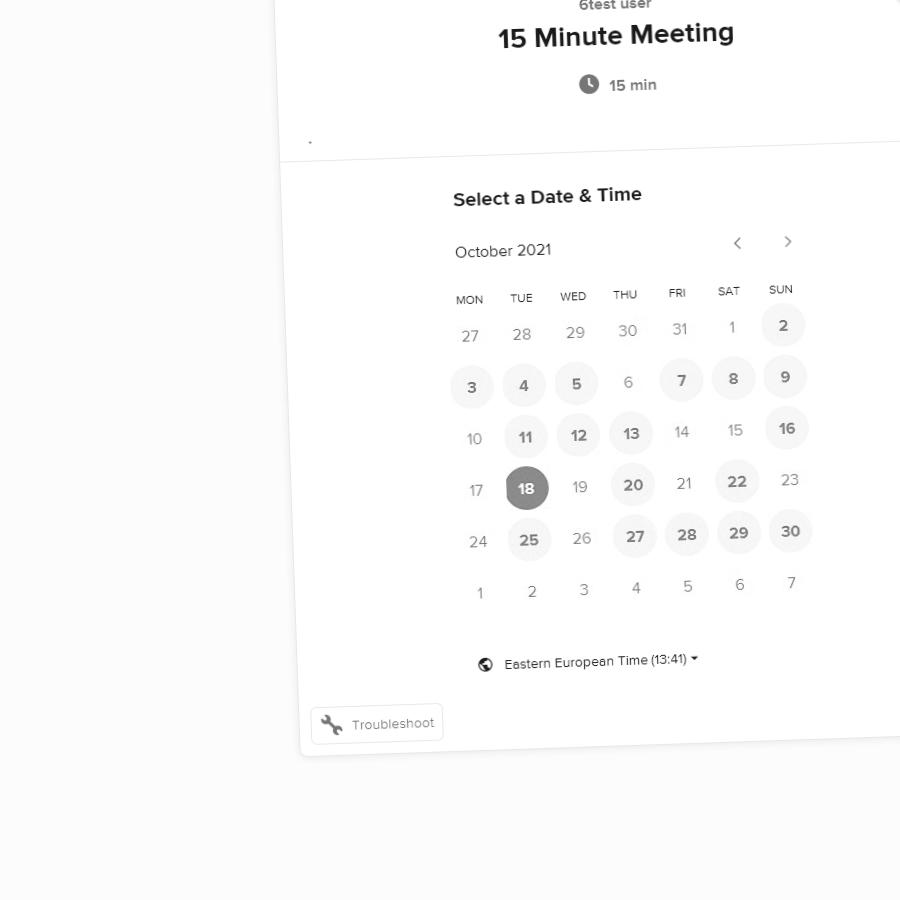 6test user
15 Minute Meeting
15 min
.
Select a Date & Time
October 2021
MON TUE WED THU FRI SAT SUN
27 28 29 30 31 1 2
3 4 5 6 7 8 9
10 11 12 13 14 15 16
17 18 19 20 21 22 23
24 25 26 27 28 29 30
1 2 3 4 5 6 7
Eastern European Time (13:41)
Troubleshoot